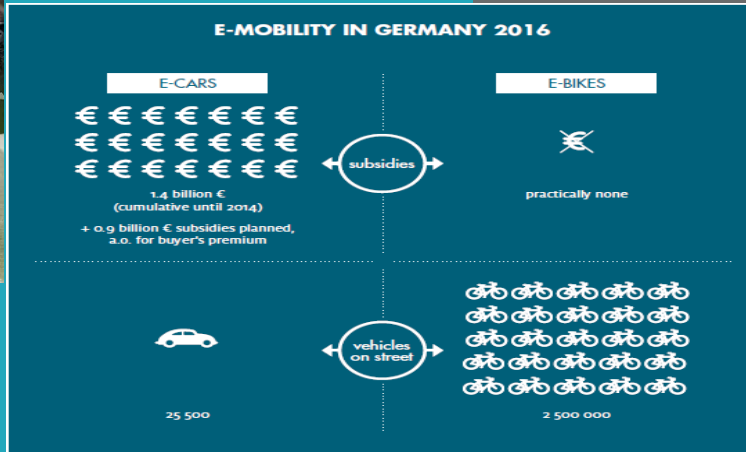 E-MOBILITY IN GERMANY 2016
E-CARS
E-BIKES
€ € € € € € €
€ € € € € € €
€ € € € € € €
€
subsidies
1.4 billion €
(cumulative until 2014)
+ 0.9 billion € subsidies planned,
a.o. for buyer's premium
practically none
vehicles
on street
25 500
2 500 000